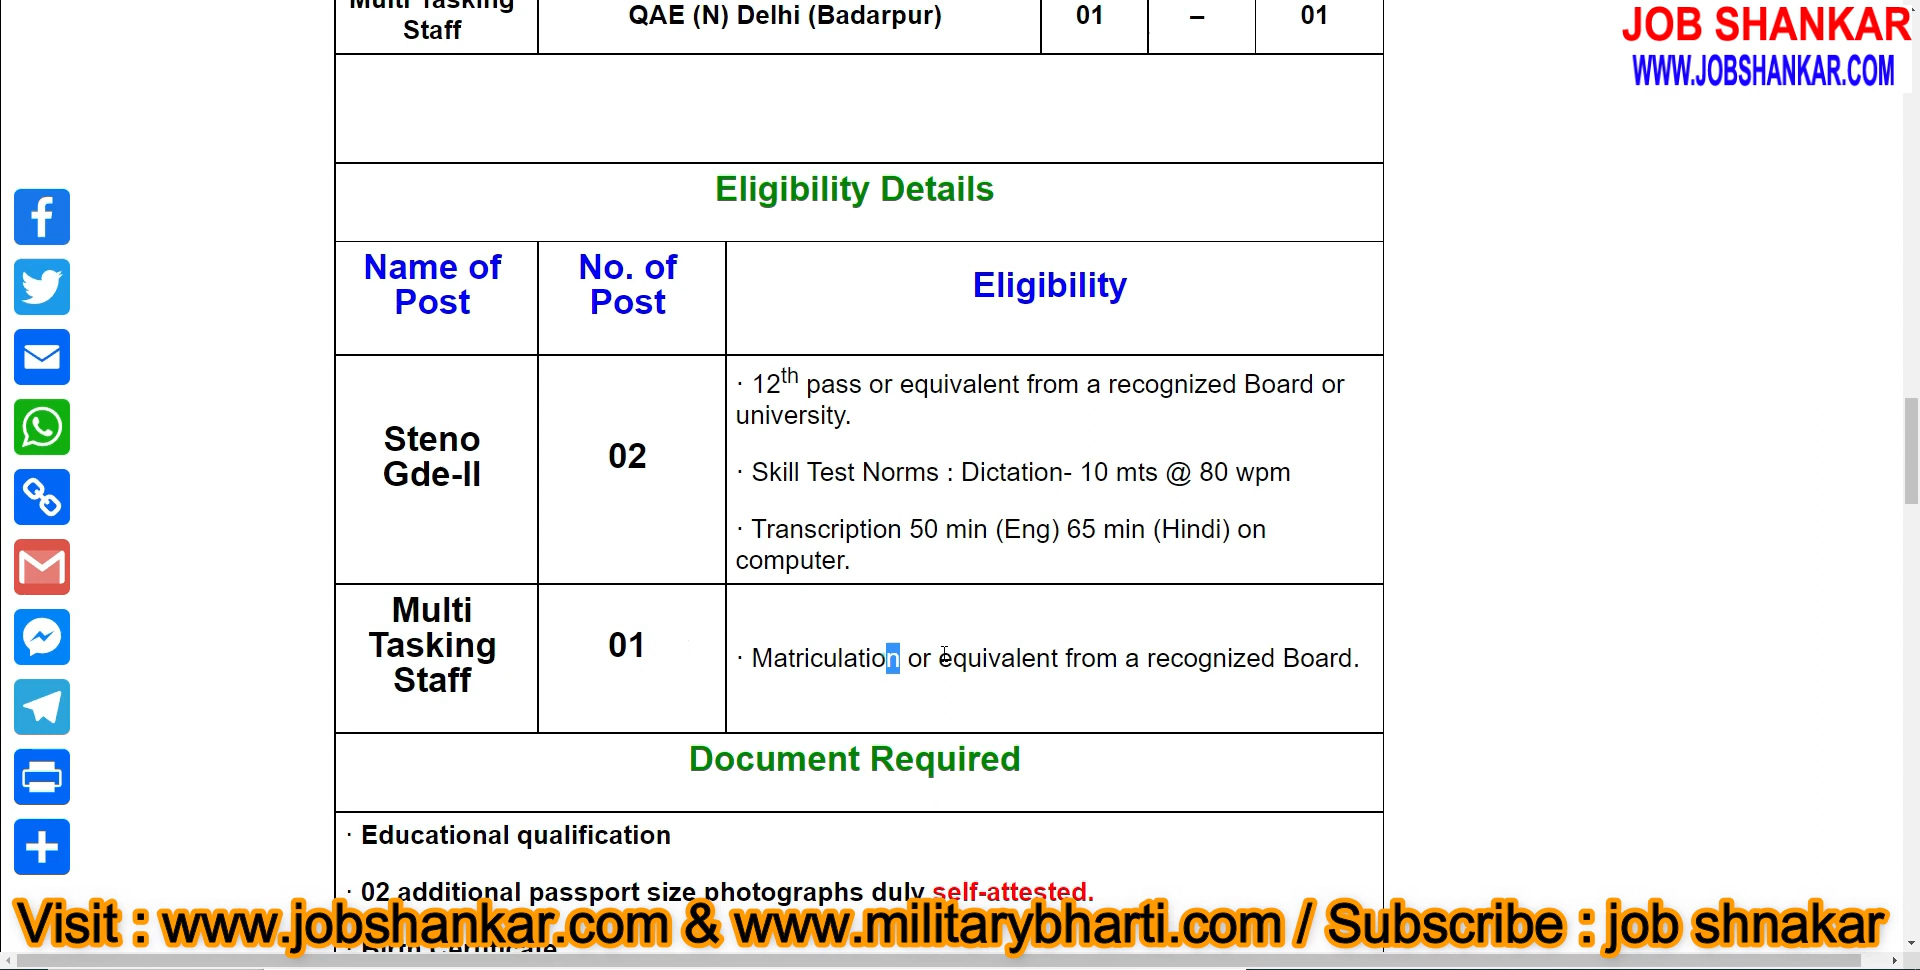 Multi Tasking
Staff
QAE (N) Delhi (Badarpur)
01
–
01
JOB SHANKAR
WWW.JOBSHANKAR.COM
Eligibility Details
Name of
Post
No. of
Post
Eligibility
Steno
Gde-II
02
· 12th pass or equivalent from a recognized Board or
university.
· Skill Test Norms : Dictation- 10 mts @ 80 wpm
· Transcription 50 min (Eng) 65 min (Hindi) on
computer.
Multi
Tasking
Staff
01
· Matriculation or equivalent from a recognized Board.
Document Required
· Educational qualification
· 02 additional passport size photographs duly self-attested.
· Birth Certificate
Visit : www.jobshankar.com & www.militarybharti.com / Subscribe : job shnakar